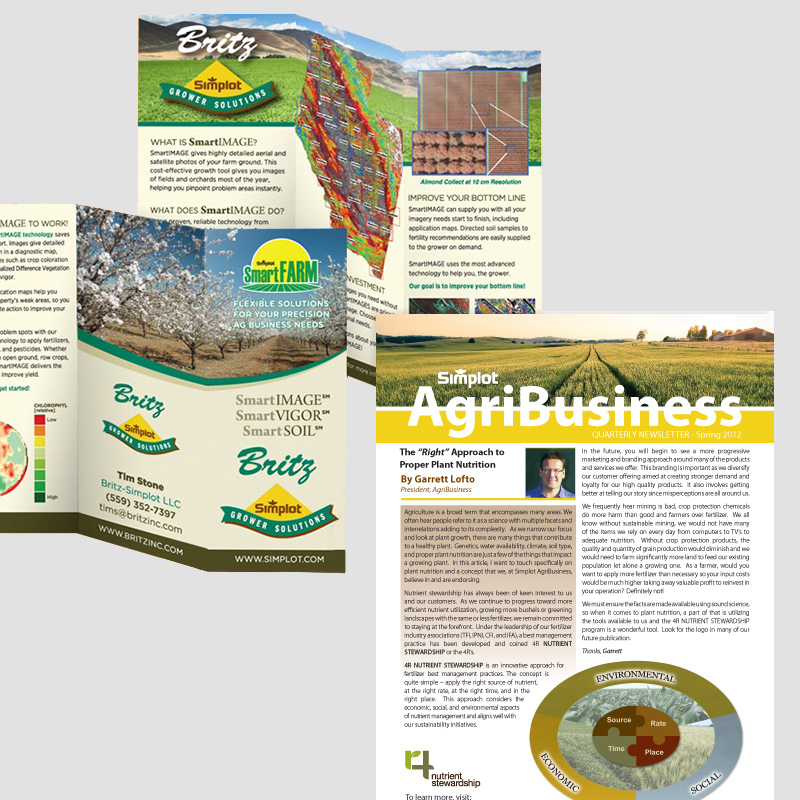 Britz
Simplot
GROWER SOLUTIONS
WHAT IS SmartIMAGE?
SmartIMAGE gives highly detailed aerial and
satellite photos of your farm ground. This
cost-effective growth tool gives you images
of fields and orchards most of the year,
helping you pinpoint problem areas instantly.
WHAT DOES SmartIMAGE DO?
proven, reliable technology from
Almond Collect at 10 cm Resolution
IMPROVE YOUR BOTTOM LINE
SmartIMAGE can supply you with all your
imagery needs start to finish, including
application maps. Directed soil samples to
fertility recommendations are easily supplied
to the grower on demand.
SmartIMAGE uses the most advanced
technology to help you, the grower.
Our goal is to improve your bottom line!
INVESTMENT
you need without
IMAGE TO WORK!
technology saves
Images give detailed
in a diagnostic map,
such as crop coloration
Difference Vegetation
vigor.
cation maps help you
property's weak areas, so you
action to improve your
problem spots with our
technology to apply fertilizers,
and pesticides. Whether
open ground, row crops,
SmartIMAGE delivers the
improve yield.
get started!
CHLOROPHYL
(relative)
Low
High
Britz
Simplot
GROWER SOLUTIONS
Tim Stone
Britz-Simplot LLC
(559) 352-7397
tims@britzinc.com
WWW.BRITZINC.COM
Simplot
SmartFARM
FLEXIBLE SOLUTIONS
FOR YOUR PRECISION
AG BUSINESS NEEDS
SmartIMAGE℠
SmartVIGOR℠
SmartSOIL℠
Britz
Simplot
GROWER SOLUTIONS
WWW.SIMPLOT.COM
Simplot
AgriBusiness
QUARTERLY NEWSLETTER - Spring 2012
The "Right" Approach to
Proper Plant Nutrition
By Garrett Lofto
President, AgriBusiness
Agriculture is a broad term that encompasses many areas. We
often hear people refer to it as a science with multiple facets and
interrelations adding to its complexity. As we narrow our focus
and look at plant growth, there are many things that contribute
to a healthy plant. Genetics, water availability, climate, soil type,
and proper plant nutrition are just a few of the things that impact
a growing plant. In this article, I want to touch specifically on
plant nutrition and a concept that we, at Simplot AgriBusiness,
believe in and are endorsing.
Nutrient stewardship has always been of keen interest to us
and our customers. As we continue to progress toward more
efficient nutrient utilization, growing more bushels or greening
landscapes with the same or less fertilizer, we remain committed
to staying at the forefront. Under the leadership of our fertilizer
industry associations (TFI, IPNI, CFI, and IFA), a best management
practice has been developed and coined 4R NUTRIENT
STEWARDSHIP or the 4R's.
4R NUTRIENT STEWARDSHIP is an innovative approach for
fertilizer best management practices. The concept is
quite simple – apply the right source of nutrient,
at the right rate, at the right time, and in the
right place. This approach considers the
economic, social, and environmental aspects
of nutrient management and aligns well with
our sustainability initiatives.
r4
nutrient
stewardship
To learn more, visit:
In the future, you will begin to see a more progressive
marketing and branding approach around many of the products
and services we offer. This branding is important as we diversify
our customer offering aimed at creating stronger demand and
loyalty for our high quality products. It also involves getting
better at telling our story since misperceptions are all around us.
We frequently hear mining is bad, crop protection chemicals
do more harm than good and farmers over fertilizer. We all
know without sustainable mining, we would not have many
of the items we rely on every day from computers to TV's to
adequate nutrition. Without crop protection products, the
quality and quantity of grain production would diminish and we
would need to farm significantly more land to feed our existing
population let alone a growing one. As a farmer, would you
want to apply more fertilizer than necessary so your input costs
would be much higher taking away valuable profit to reinvest in
your operation? Definitely not!
We must ensure the facts are made available using sound science,
so when it comes to plant nutrition, a part of that is utilizing
the tools available to us and the 4R NUTRIENT STEWARDSHIP
program is a wonderful tool. Look for the logo in many of our
future publication.
Thanks, Garrett
ENVIRONMENTAL
Source
Rate
Time
Place
ECONOMIC
SOCIAL